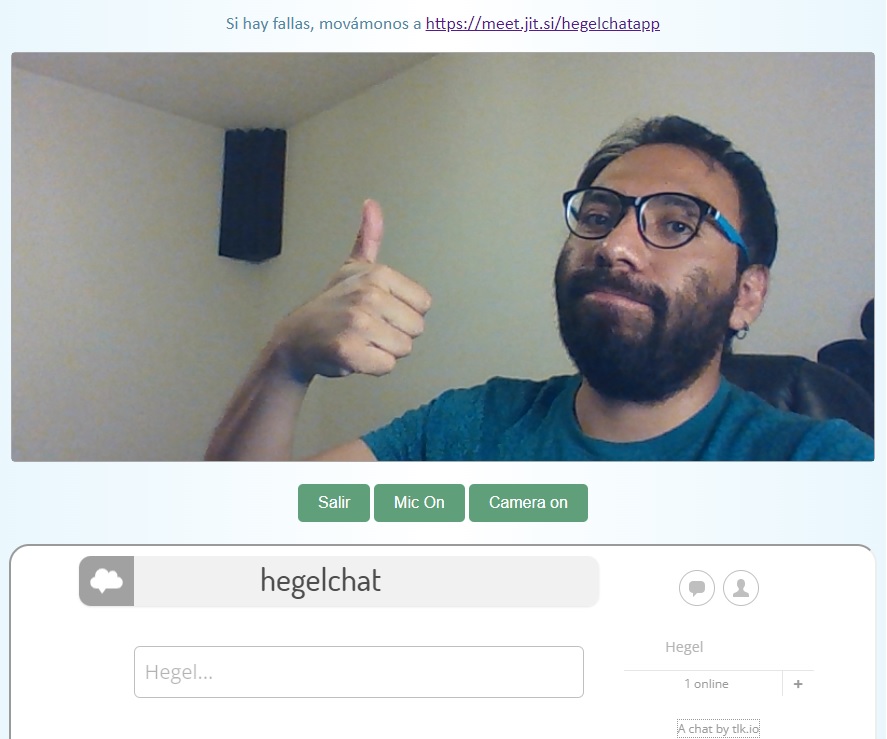 Si hay fallas, movámonos a https://meet.jit.si/hegelchatapp
Salir
Mic On
Camera on
hegelchat
Hegel...
Hegel
1 online
+
A chat by tlk.io